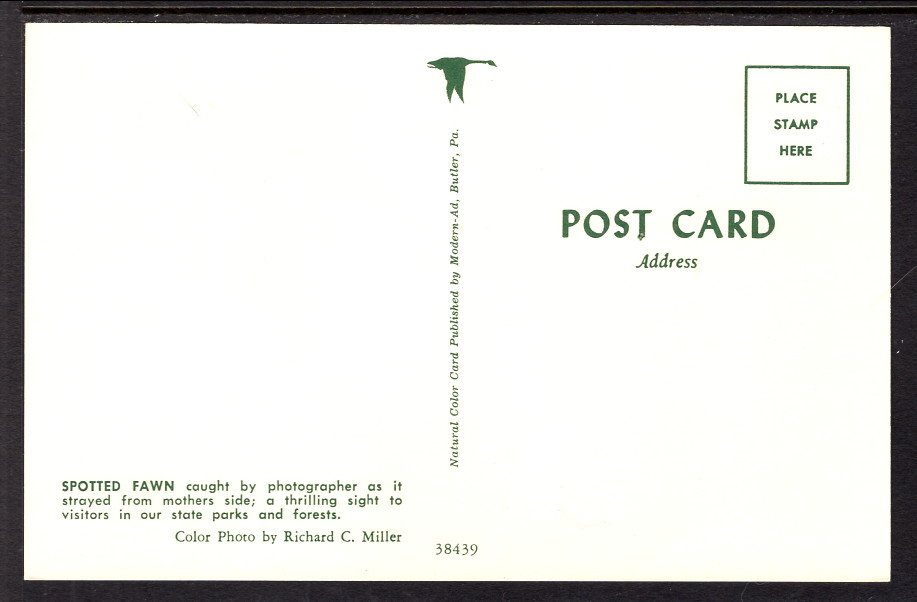 PLACE
STAMP
HERE
POST CARD
Address
Natural Color Card Published by Modern-Ad, Butler, Pa.
SPOTTED FAWN caught by photographer as it
strayed from mothers side; a thrilling sight to
visitors in our state parks and forests.
Color Photo by Richard C. Miller
38439